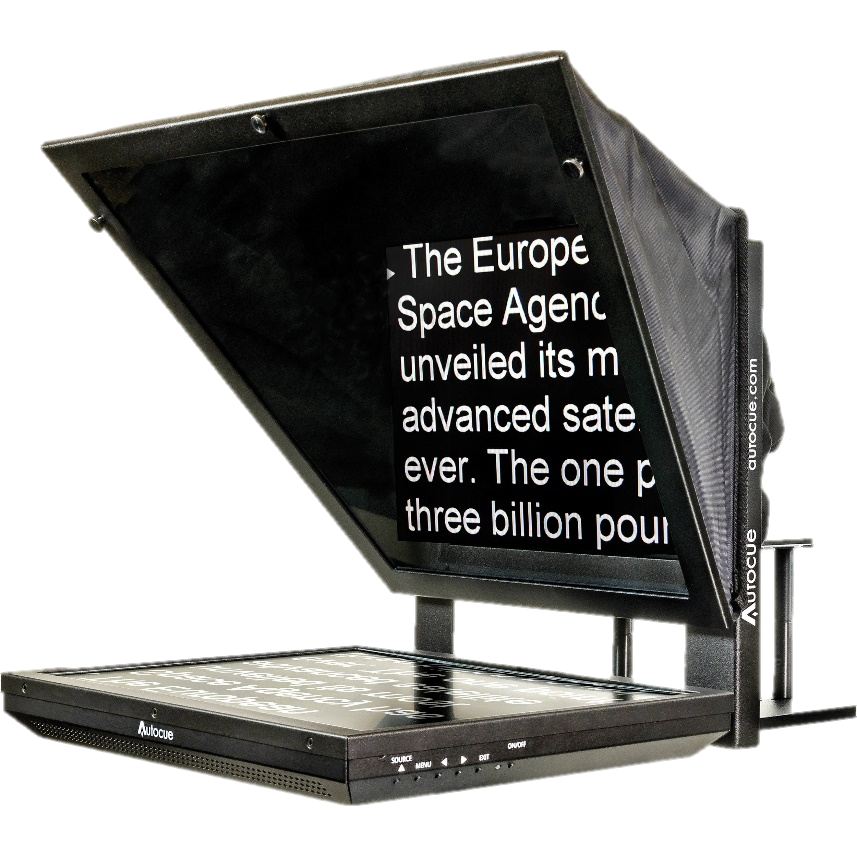 The Europe
Space Agenc
unveiled its m
advanced sate
ever. The one p
three billion pour
autocue.com
Autocue
Autocue
SOURCE MENU EXIT ON/OFF